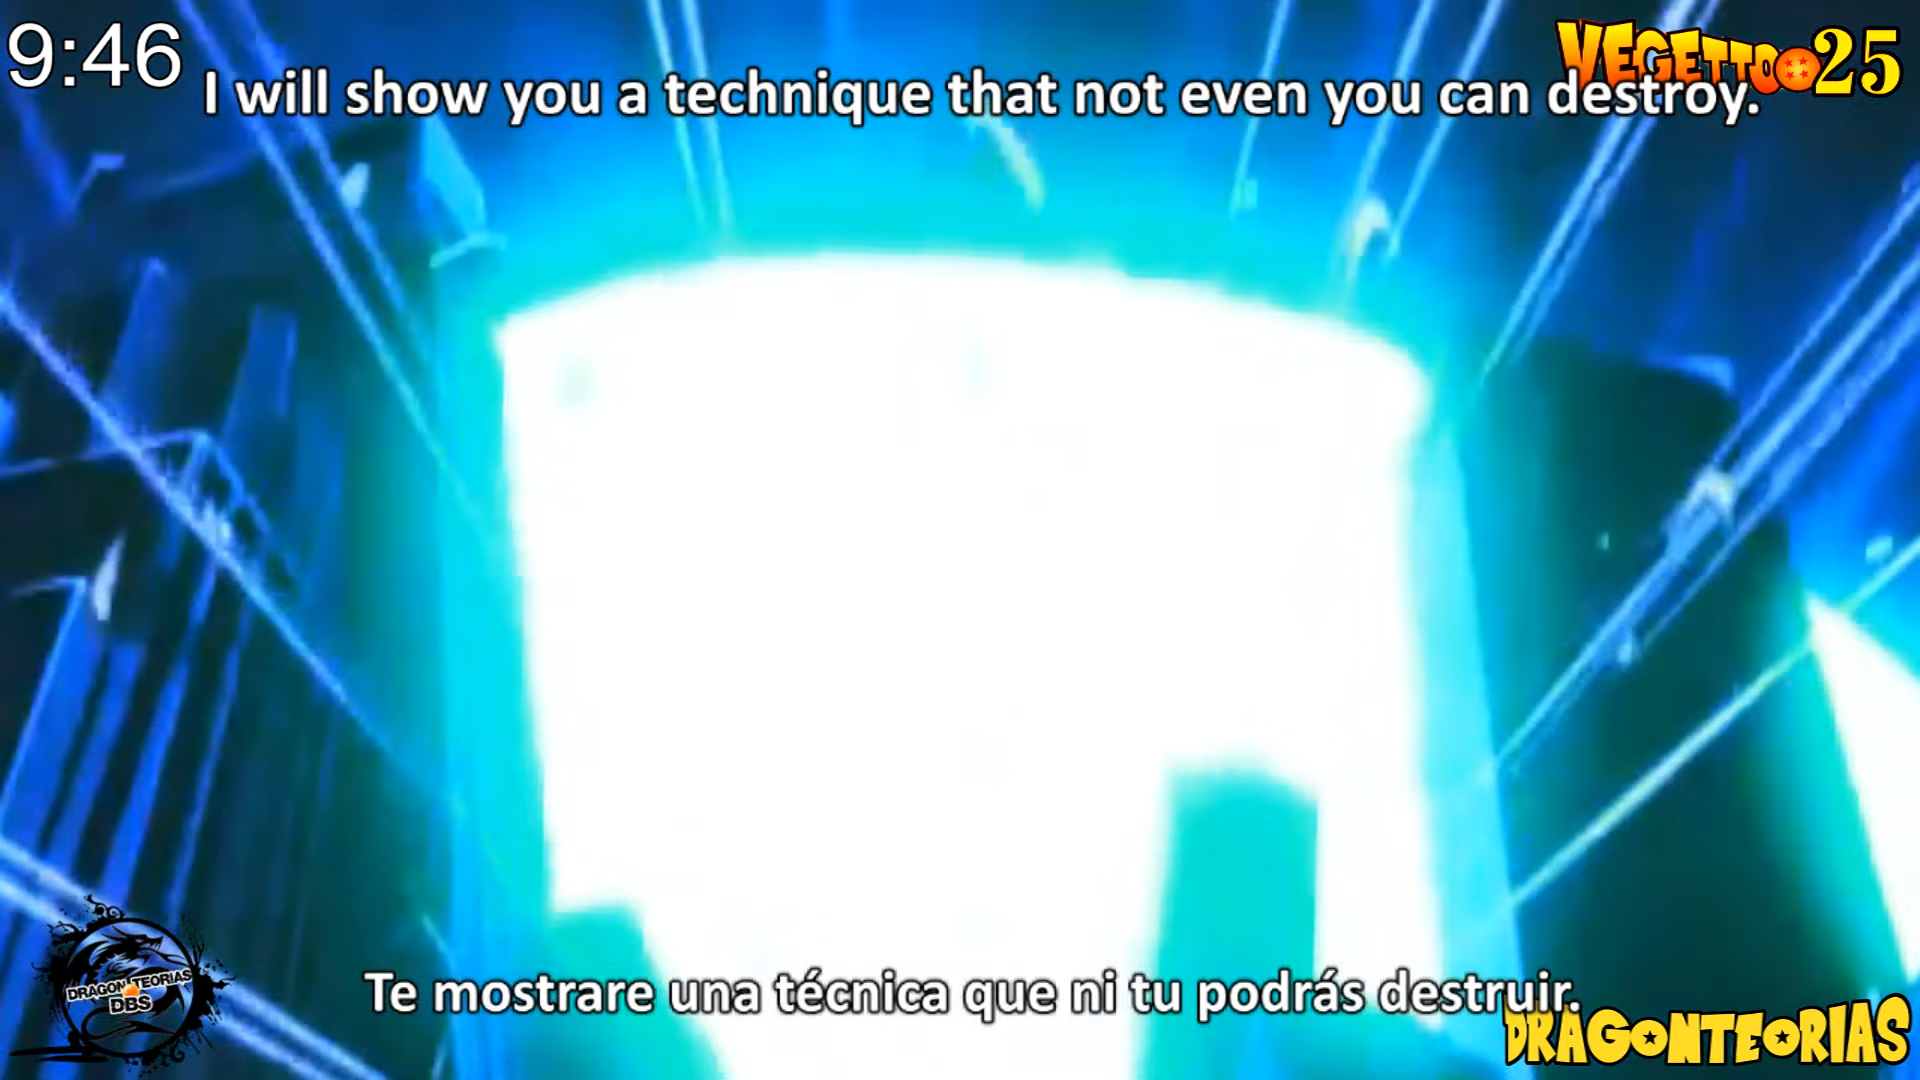 9:46
VEGETTO 25
I will show you a technique that not even you can destroy.
Te mostrare una técnica que ni tu podrás destruir.
DRAGON TEORIAS
DBS
DRAGONTEORIAS